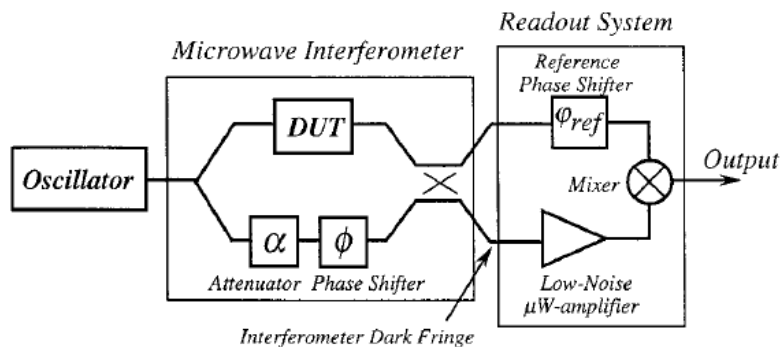 Readout System
Microwave Interferometer
Reference
Phase Shifter
DUT
φref
Output
Oscillator
Mixer
α
ϕ
Attenuator Phase Shifter
Low-Noise
μW-amplifier
Interferometer Dark Fringe